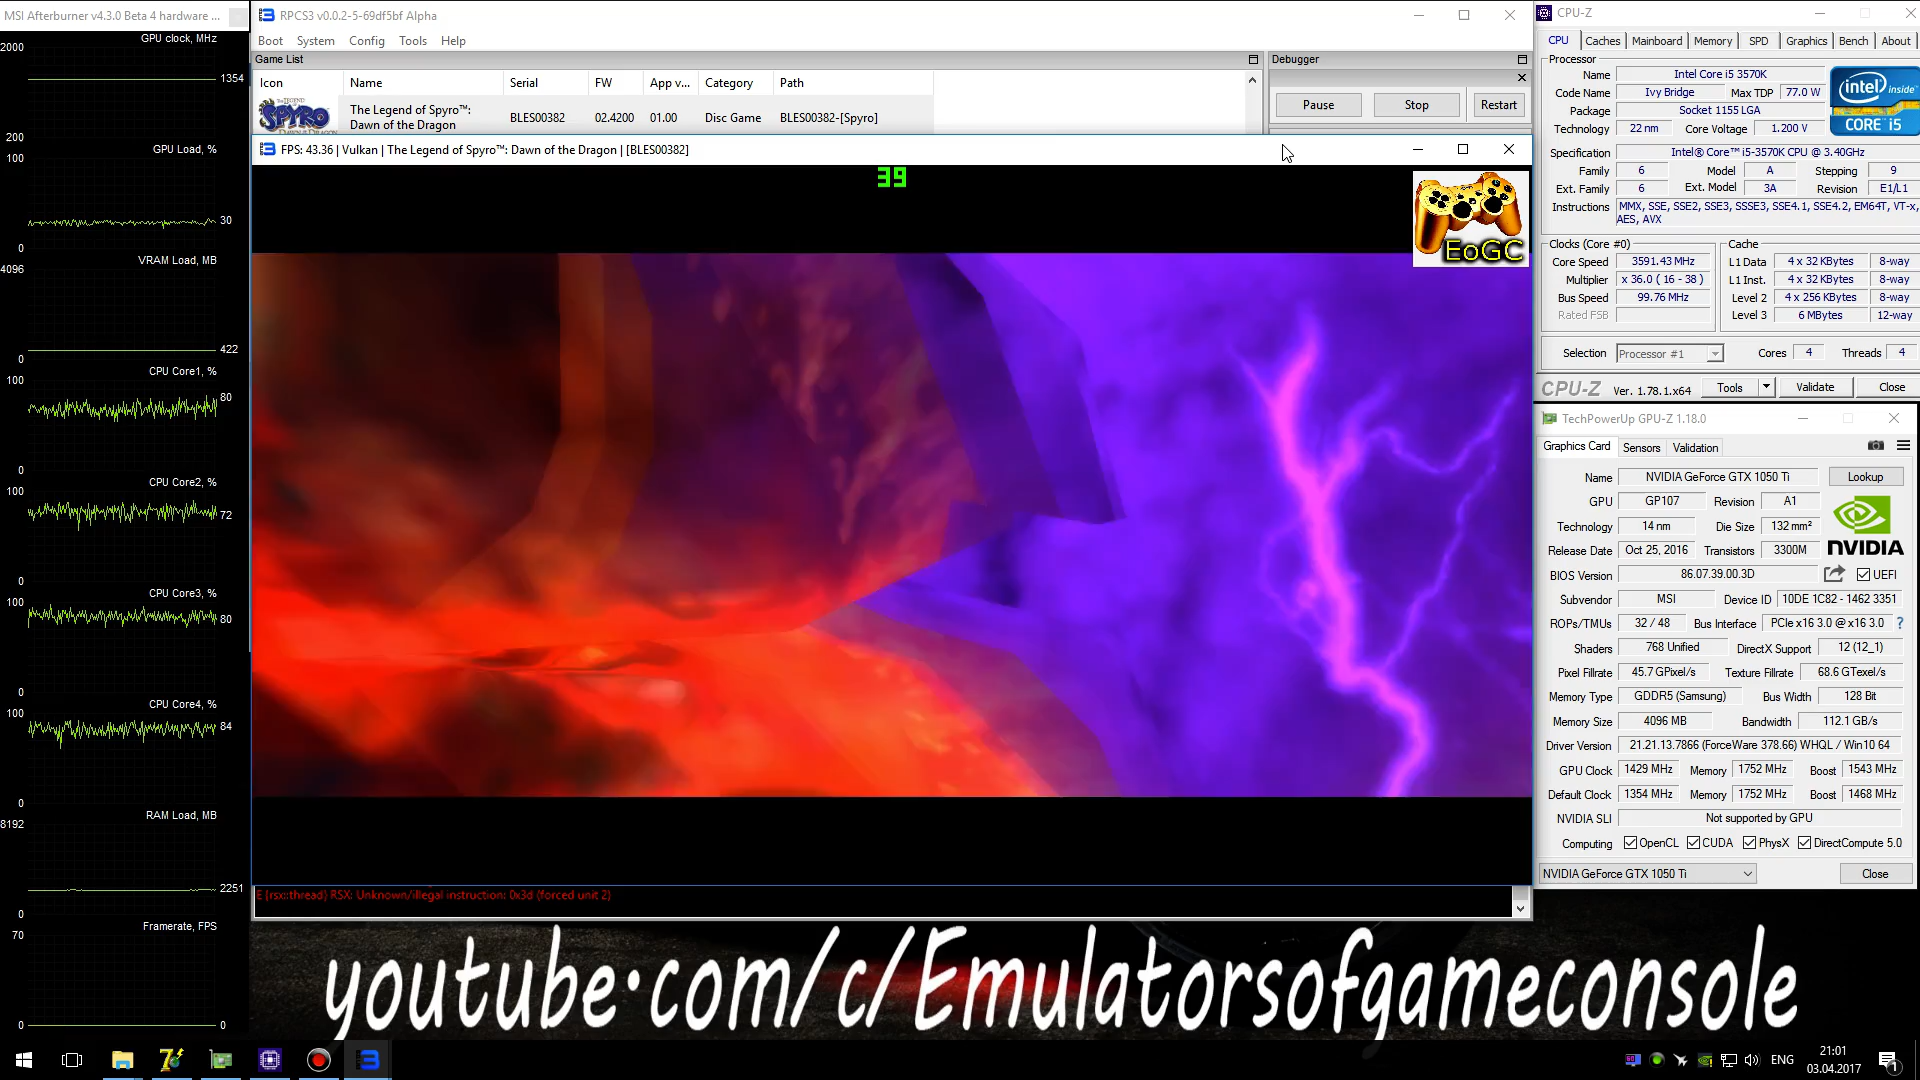 MSI Afterburner v4.3.0 Beta 4 hardware ...
GPU clock, MHz
2000
1354
200
GPU Load, %
100
30
0
VRAM Load, MB
4096
422
0
CPU Core1, %
100
80
0
CPU Core2, %
100
72
0
CPU Core3, %
100
80
0
CPU Core4, %
100
84
0
RAM Load, MB
8192
2251
0
Framerate, FPS
70
0
0
RPCS3 v0.0.2-5-69df5bf Alpha
Boot System Config Tools Help
Game List
Icon Name Serial FW App v... Category Path
SPYRO
The Legend of Spyro™: Dawn of the Dragon BLES00382 02.4200 01.00 Disc Game BLES00382-[Spyro]
Debugger
Pause Stop Restart
FPS: 43.36 | Vulkan | The Legend of Spyro™: Dawn of the Dragon | [BLES00382]
39
EoGC
E [rsx::thread] RSX: Unknown/illegal instruction: 0x3d (forced unit 2)
youtube.com/c/Emulatorsofgameconsole
CPU-Z
CPU Caches Mainboard Memory SPD Graphics Bench About
Processor
Name Intel Core i5 3570K
Code Name Ivy Bridge Max TDP 77.0 W
Package Socket 1155 LGA
Technology 22 nm Core Voltage 1.200 V
intel inside™
CORE i5
Specification Intel® Core™ i5-3570K CPU @ 3.40GHz
Family 6 Model A Stepping 9
Ext. Family 6 Ext. Model 3A Revision E1/L1
Instructions MMX, SSE, SSE2, SSE3, SSSE3, SSE4.1, SSE4.2, EM64T, VT-x,
AES, AVX
Clocks (Core #0)
Core Speed 3591.43 MHz
Multiplier x 36.0 ( 16 - 38 )
Bus Speed 99.76 MHz
Rated FSB
Cache
L1 Data 4 x 32 KBytes 8-way
L1 Inst. 4 x 32 KBytes 8-way
Level 2 4 x 256 KBytes 8-way
Level 3 6 MBytes 12-way
Selection Processor #1 Cores 4 Threads 4
CPU-Z Ver. 1.78.1.x64 Tools Validate Close
TechPowerUp GPU-Z 1.18.0
Graphics Card Sensors Validation
Name NVIDIA GeForce GTX 1050 Ti Lookup
GPU GP107 Revision A1
Technology 14 nm Die Size 132 mm²
Release Date Oct 25, 2016 Transistors 3300M
NVIDIA
BIOS Version 86.07.39.00.3D UEFI
Subvendor MSI Device ID 10DE 1C82 - 1462 3351
ROPs/TMUs 32 / 48 Bus Interface PCIe x16 3.0 @ x16 3.0 ?
Shaders 768 Unified DirectX Support 12 (12_1)
Pixel Fillrate 45.7 GPixel/s Texture Fillrate 68.6 GTexel/s
Memory Type GDDR5 (Samsung) Bus Width 128 Bit
Memory Size 4096 MB Bandwidth 112.1 GB/s
Driver Version 21.21.13.7866 (ForceWare 378.66) WHQL / Win10 64
GPU Clock 1429 MHz Memory 1752 MHz Boost 1543 MHz
Default Clock 1354 MHz Memory 1752 MHz Boost 1468 MHz
NVIDIA SLI Not supported by GPU
Computing OpenCL CUDA PhysX DirectCompute 5.0
NVIDIA GeForce GTX 1050 Ti Close
ENG
21:01
03.04.2017
1